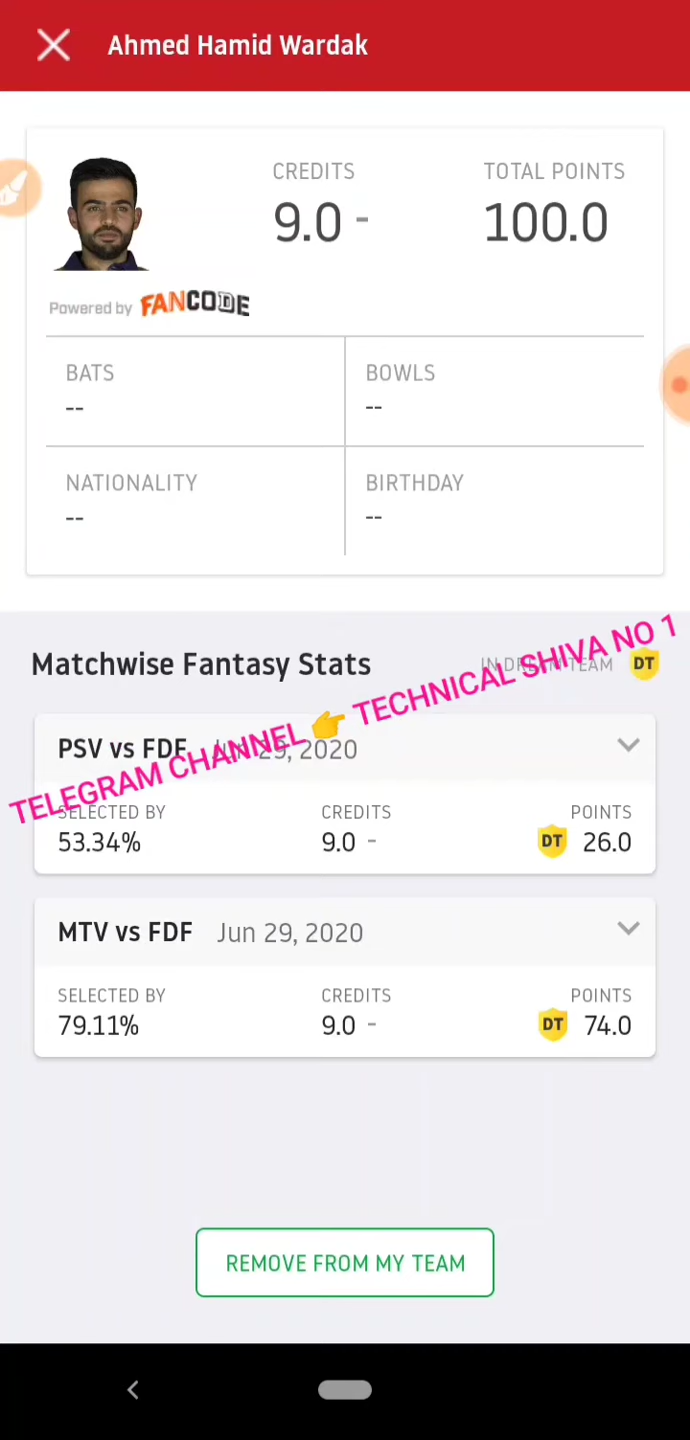 Ahmed Hamid Wardak
CREDITS
TOTAL POINTS
9.0 -
100.0
Powered by FANCODE
BATS
BOWLS
--
--
NATIONALITY
BIRTHDAY
--
--
Matchwise Fantasy Stats
IN DREAM TEAM DT
TELEGRAM CHANNEL 👉 TECHNICAL SHIVA NO 1
PSV vs FDF Jun 29, 2020
SELECTED BY
CREDITS
POINTS
53.34%
9.0 -
DT 26.0
MTV vs FDF Jun 29, 2020
SELECTED BY
CREDITS
POINTS
79.11%
9.0 -
DT 74.0
REMOVE FROM MY TEAM